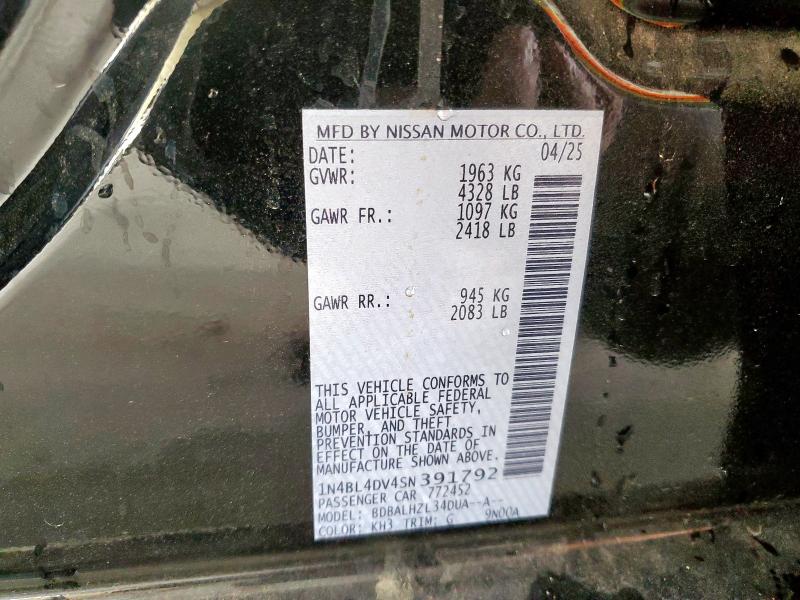 MFD BY NISSAN MOTOR CO., LTD.
DATE: 04/25
GVWR: 1963 KG
4328 LB
GAWR FR.: 1097 KG
2418 LB
GAWR RR.: 945 KG
2083 LB
THIS VEHICLE CONFORMS TO
ALL APPLICABLE FEDERAL
MOTOR VEHICLE SAFETY,
BUMPER, AND THEFT
PREVENTION STANDARDS IN
EFFECT ON THE DATE OF
MANUFACTURE SHOWN ABOVE.
1N4BL4DV4SN391792
PASSENGER CAR 772452
MODEL: BDBALHZL34DUA--A--
COLOR: KH3 TRIM: G 9N00A